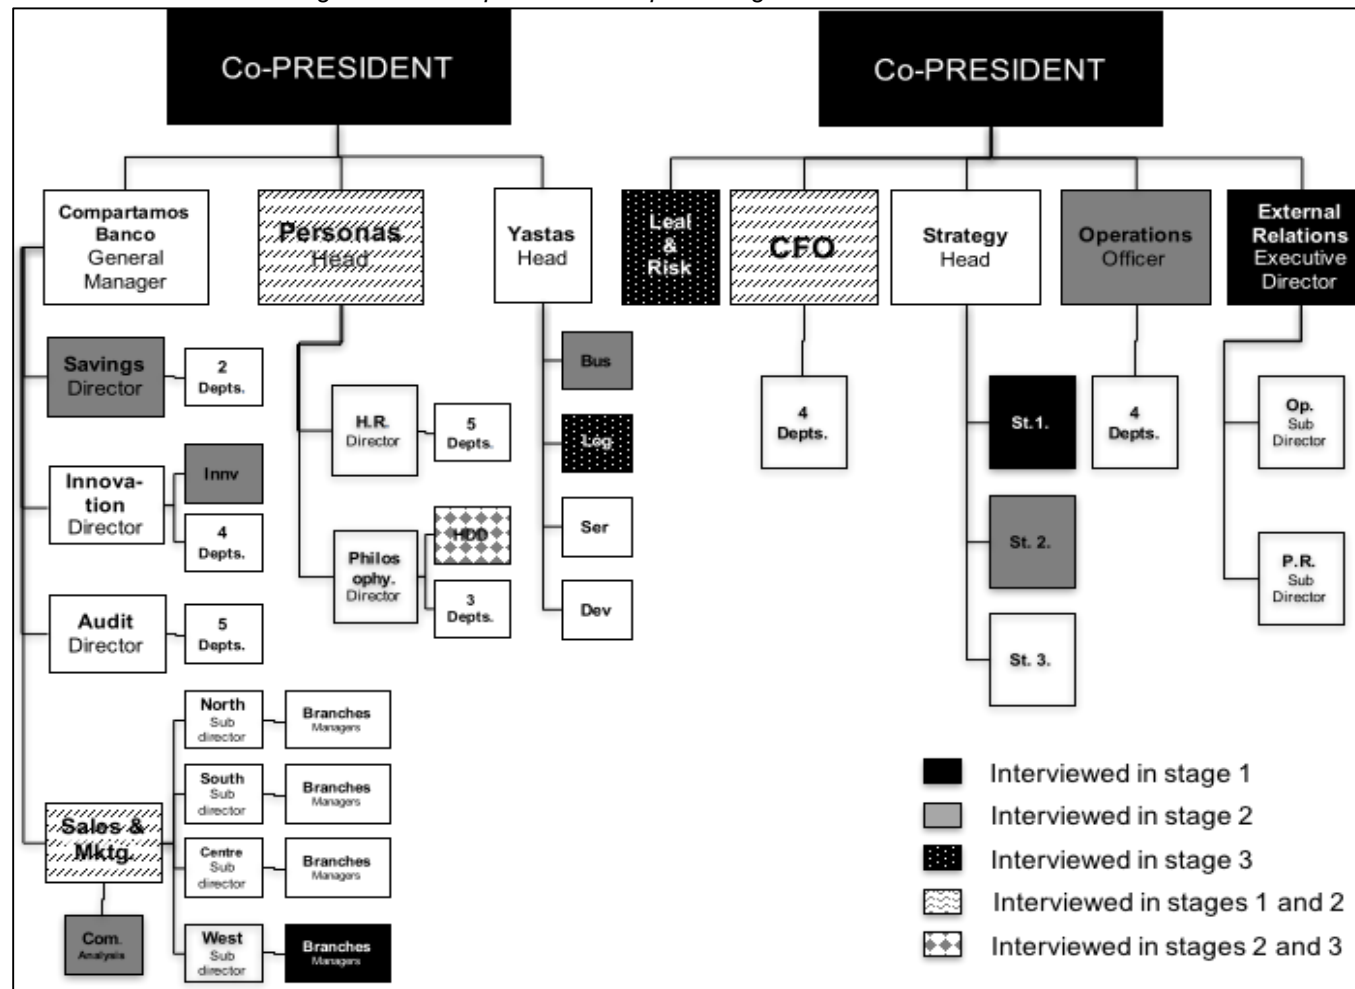 Co-PRESIDENT
Co-PRESIDENT
Compartamos
Banco
General
Manager
Personas
Head
Yastas
Head
Leal
&
Risk
CFO
Strategy
Head
Operations
Officer
External
Relations
Executive
Director
Savings
Director
2
Depts.
Bus
H.R.
Director
5
Depts.
Log
4
Depts.
St.1.
4
Depts.
Op.
Sub
Director
Innova-
tion
Director
Innv
4
Depts.
Philos
ophy.
Director
HDD
3
Depts.
Ser
Dev
St. 2.
P.R.
Sub
Director
Audit
Director
5
Depts.
St. 3.
North
Sub
director
Branches
Managers
South
Sub
director
Branches
Managers
Sales &
Mktg.
Centre
Sub
director
Branches
Managers
Com.
Analysis
West
Sub
director
Branches
Managers
Interviewed in stage 1
Interviewed in stage 2
Interviewed in stage 3
Interviewed in stages 1 and 2
Interviewed in stages 2 and 3